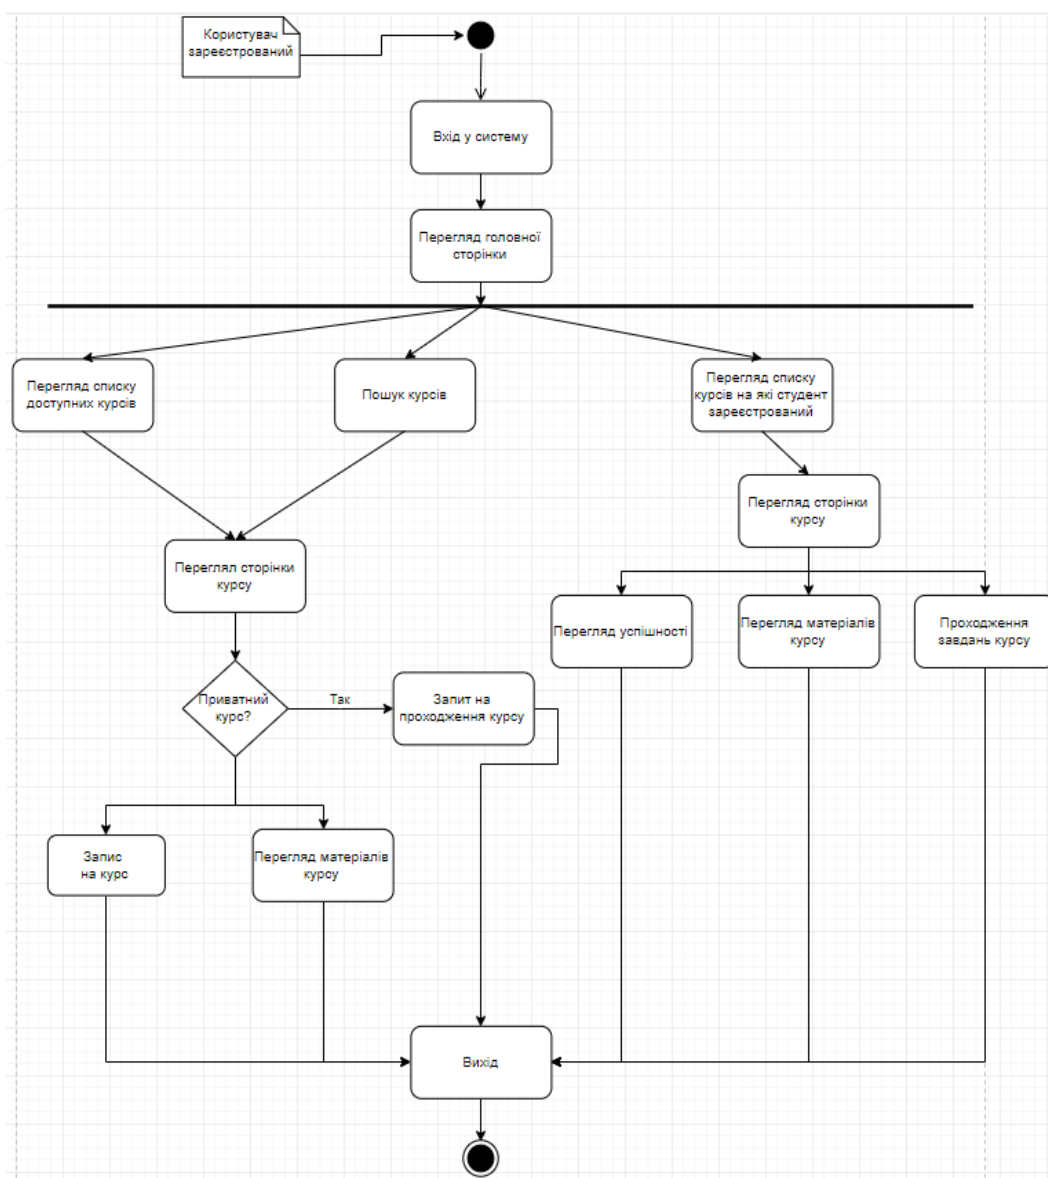 Користувач
зареєстрований
Вхід у систему
Перегляд головної
сторінки
Перегляд списку
доступних курсів
Пошук курсів
Перегляд списку
курсів на які студент
зареєстрований
Перегляд сторінки
курсу
Переглял сторінки
курсу
Перегляд успішності
Перегляд матеріалів
курсу
Проходження
завдань курсу
Приватний
курс?
Так
Запит на
проходження курсу
Запис
на курс
Перегляд матеріалів
курсу
Вихід